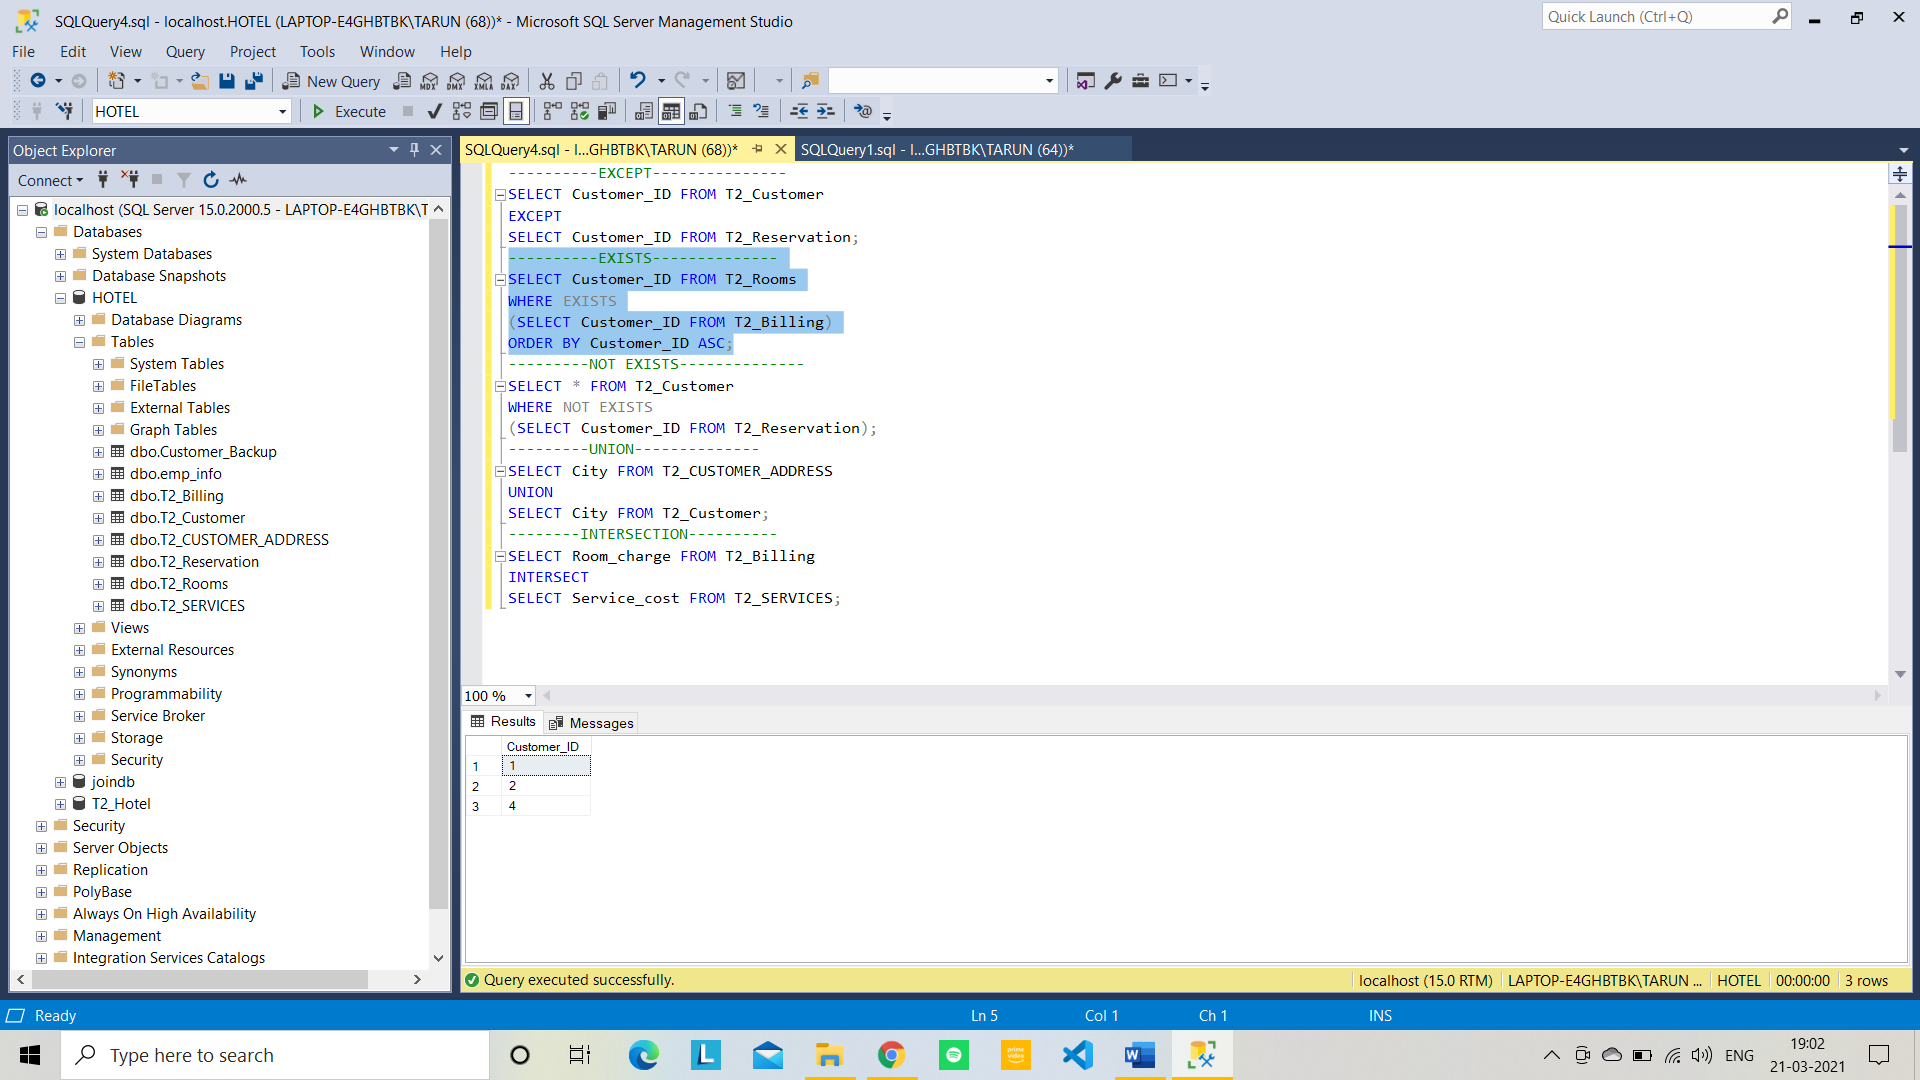 SQLQuery4.sql - localhost.HOTEL (LAPTOP-E4GHBTBK\TARUN (68))* - Microsoft SQL Server Management Studio
Quick Launch (Ctrl+Q)
File Edit View Query Project Tools Window Help
New Query MDX DMX XMLA DAX
HOTEL Execute
Object Explorer
Connect
localhost (SQL Server 15.0.2000.5 - LAPTOP-E4GHBTBK\T
Databases
System Databases
Database Snapshots
HOTEL
Database Diagrams
Tables
System Tables
FileTables
External Tables
Graph Tables
dbo.Customer_Backup
dbo.emp_info
dbo.T2_Billing
dbo.T2_Customer
dbo.T2_CUSTOMER_ADDRESS
dbo.T2_Reservation
dbo.T2_Rooms
dbo.T2_SERVICES
Views
External Resources
Synonyms
Programmability
Service Broker
Storage
Security
joindb
T2_Hotel
Security
Server Objects
Replication
PolyBase
Always On High Availability
Management
Integration Services Catalogs
SQLQuery4.sql - l...GHBTBK\TARUN (68))* SQLQuery1.sql - l...GHBTBK\TARUN (64))*
----------EXCEPT---------------
SELECT Customer_ID FROM T2_Customer
EXCEPT
SELECT Customer_ID FROM T2_Reservation;
----------EXISTS--------------
SELECT Customer_ID FROM T2_Rooms
WHERE EXISTS
(SELECT Customer_ID FROM T2_Billing)
ORDER BY Customer_ID ASC;
---------NOT EXISTS--------------
SELECT * FROM T2_Customer
WHERE NOT EXISTS
(SELECT Customer_ID FROM T2_Reservation);
---------UNION--------------
SELECT City FROM T2_CUSTOMER_ADDRESS
UNION
SELECT City FROM T2_Customer;
--------INTERSECTION----------
SELECT Room_charge FROM T2_Billing
INTERSECT
SELECT Service_cost FROM T2_SERVICES;
100 %
Results Messages
Customer_ID
1 1
2 2
3 4
Query executed successfully. localhost (15.0 RTM) LAPTOP-E4GHBTBK\TARUN ... HOTEL 00:00:00 3 rows
Ready Ln 5 Col 1 Ch 1 INS
Type here to search
L
prime video
W
ENG
19:02
21-03-2021